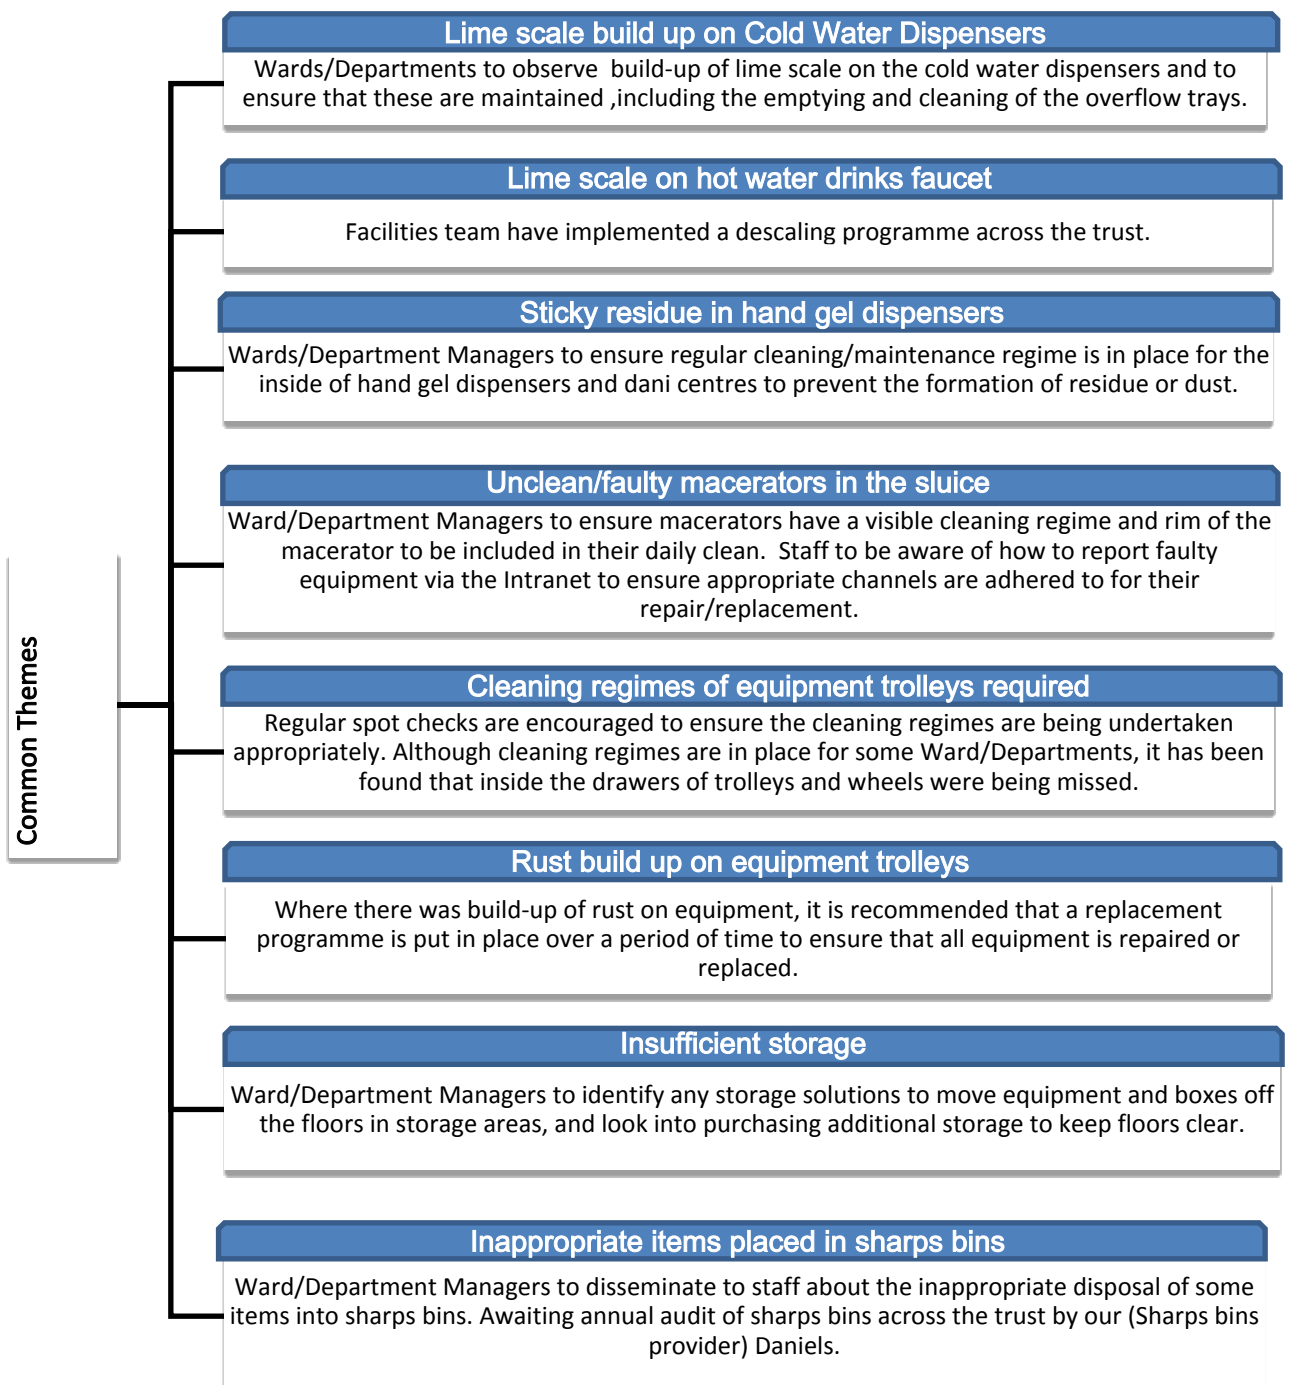 Lime scale build up on Cold Water Dispensers
Wards/Departments to observe  build-up of lime scale on the cold water dispensers and to
ensure that these are maintained ,including the emptying and cleaning of the overflow trays.
Lime scale on hot water drinks faucet
Facilities team have implemented a descaling programme across the trust.
Sticky residue in hand gel dispensers
Wards/Department Managers to ensure regular cleaning/maintenance regime is in place for the
inside of hand gel dispensers and dani centres to prevent the formation of residue or dust.
Unclean/faulty macerators in the sluice
Ward/Department Managers to ensure macerators have a visible cleaning regime and rim of the
macerator to be included in their daily clean.  Staff to be aware of how to report faulty
equipment via the Intranet to ensure appropriate channels are adhered to for their
repair/replacement.
Common Themes
Cleaning regimes of equipment trolleys required
Regular spot checks are encouraged to ensure the cleaning regimes are being undertaken
appropriately. Although cleaning regimes are in place for some Ward/Departments, it has been
found that inside the drawers of trolleys and wheels were being missed.
Rust build up on equipment trolleys
Where there was build-up of rust on equipment, it is recommended that a replacement
programme is put in place over a period of time to ensure that all equipment is repaired or
replaced.
Insufficient storage
Ward/Department Managers to identify any storage solutions to move equipment and boxes off
the floors in storage areas, and look into purchasing additional storage to keep floors clear.
Inappropriate items placed in sharps bins
Ward/Department Managers to disseminate to staff about the inappropriate disposal of some
items into sharps bins. Awaiting annual audit of sharps bins across the trust by our (Sharps bins
provider) Daniels.